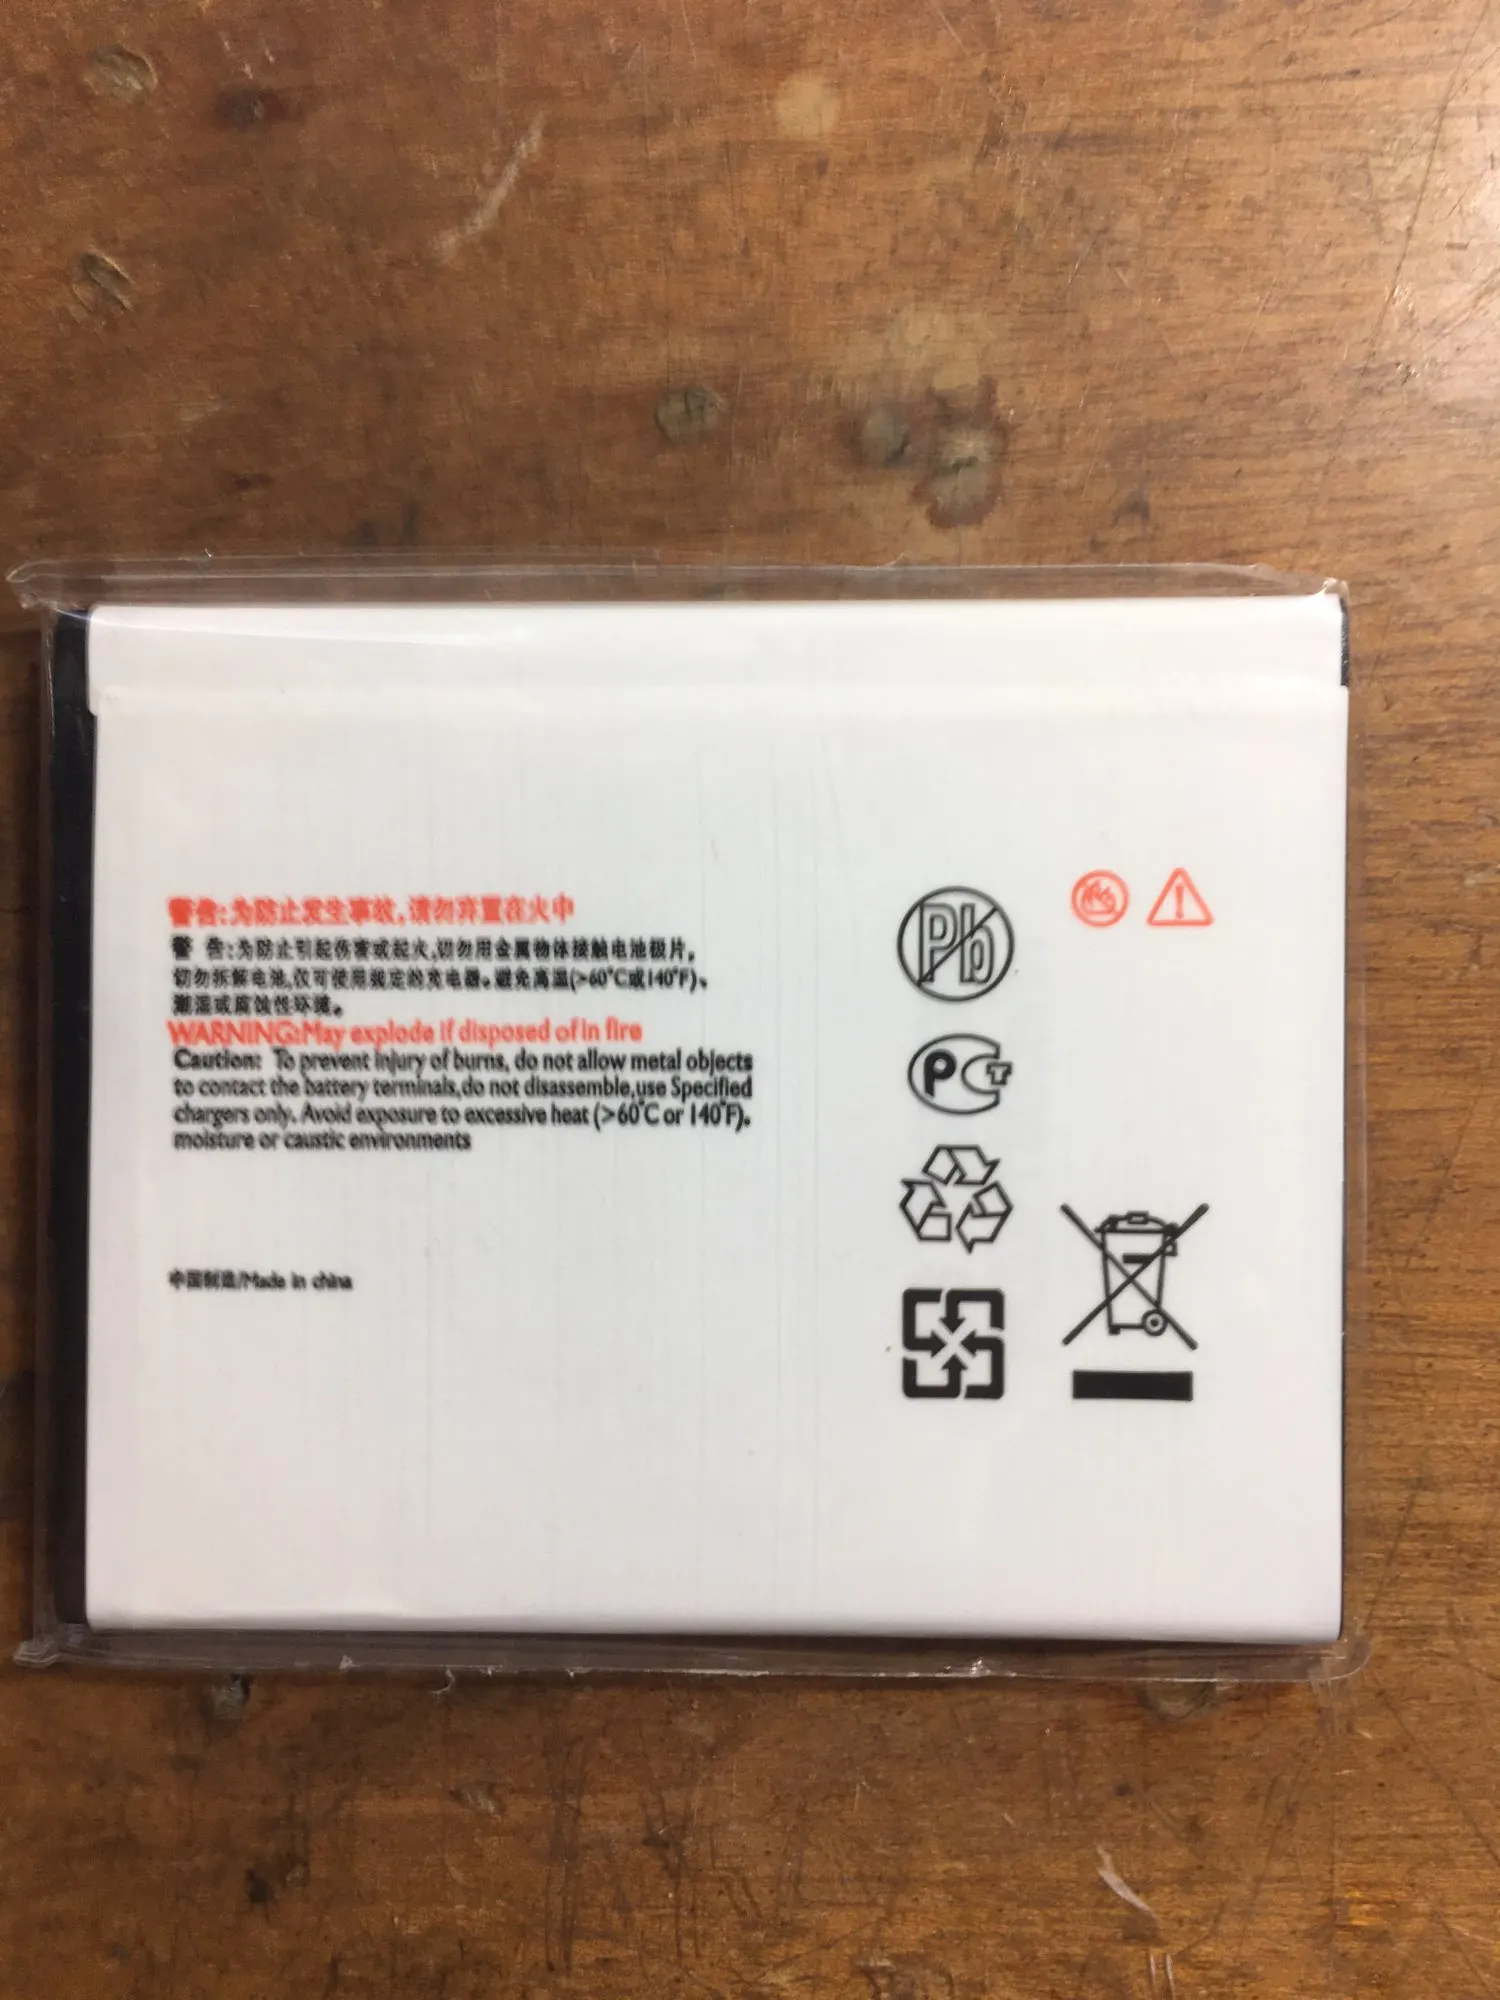 警告:为防止发生事故,请勿弃置在火中
警 告:为防止引起伤害或起火,切勿用金属物体接触电池极片。
切勿拆解电池,仅可使用规定的充电器。避免高温(>60°C或140°F)、
潮湿或腐蚀性环境。
WARNING:May explode if disposed of in fire
Caution: To prevent injury of burns, do not allow metal objects
to contact the battery terminals,do not disassemble,use Specified
chargers only. Avoid exposure to excessive heat (>60°C or 140°F).
moisture or caustic environments
中国制造/Made in china
Pb
PCT